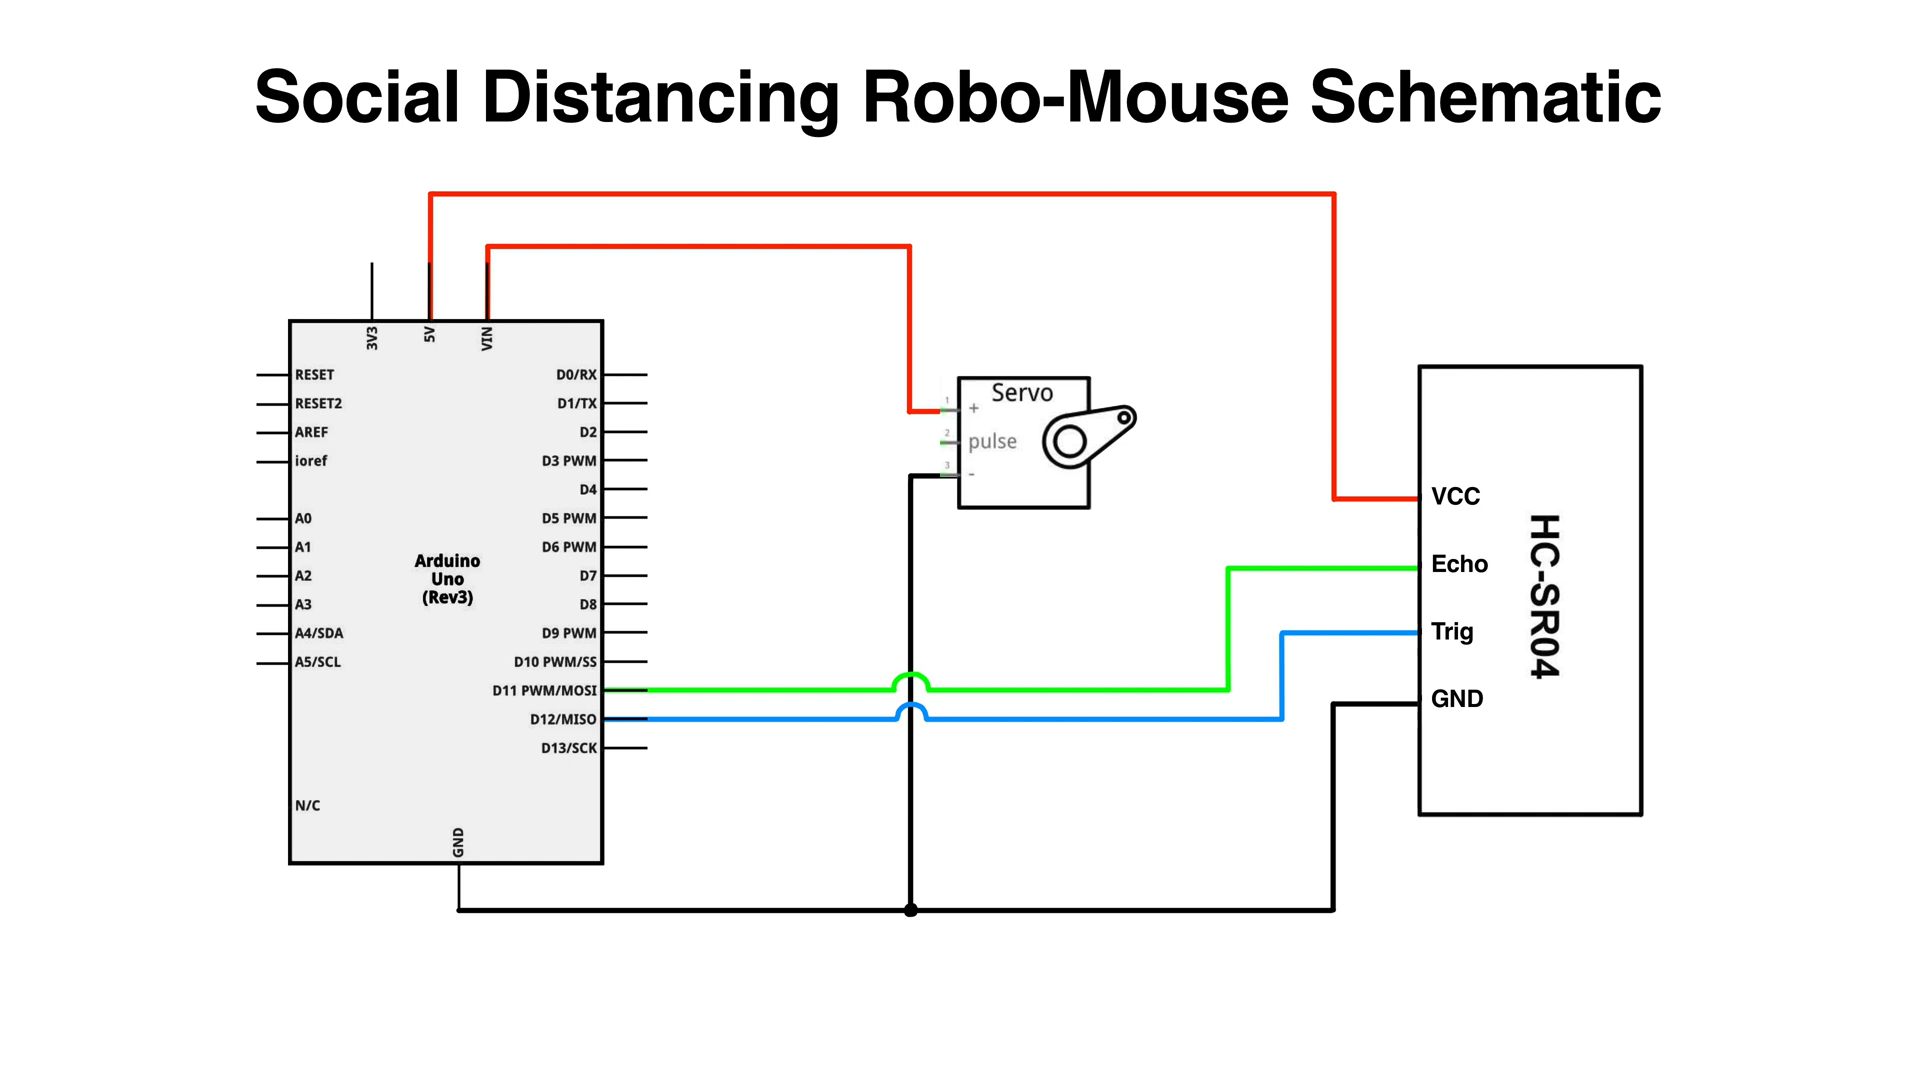 Social Distancing Robo-Mouse Schematic
3V3
5V
VIN
RESET
RESET2
AREF
ioref
A0
A1
A2
A3
A4/SDA
A5/SCL
N/C
Arduino
Uno
(Rev3)
D0/RX
D1/TX
D2
D3 PWM
D4
D5 PWM
D6 PWM
D7
D8
D9 PWM
D10 PWM/SS
D11 PWM/MOSI
D12/MISO
D13/SCK
GND
Servo
1
+
2
pulse
3
-
VCC
Echo
Trig
GND
HC-SR04